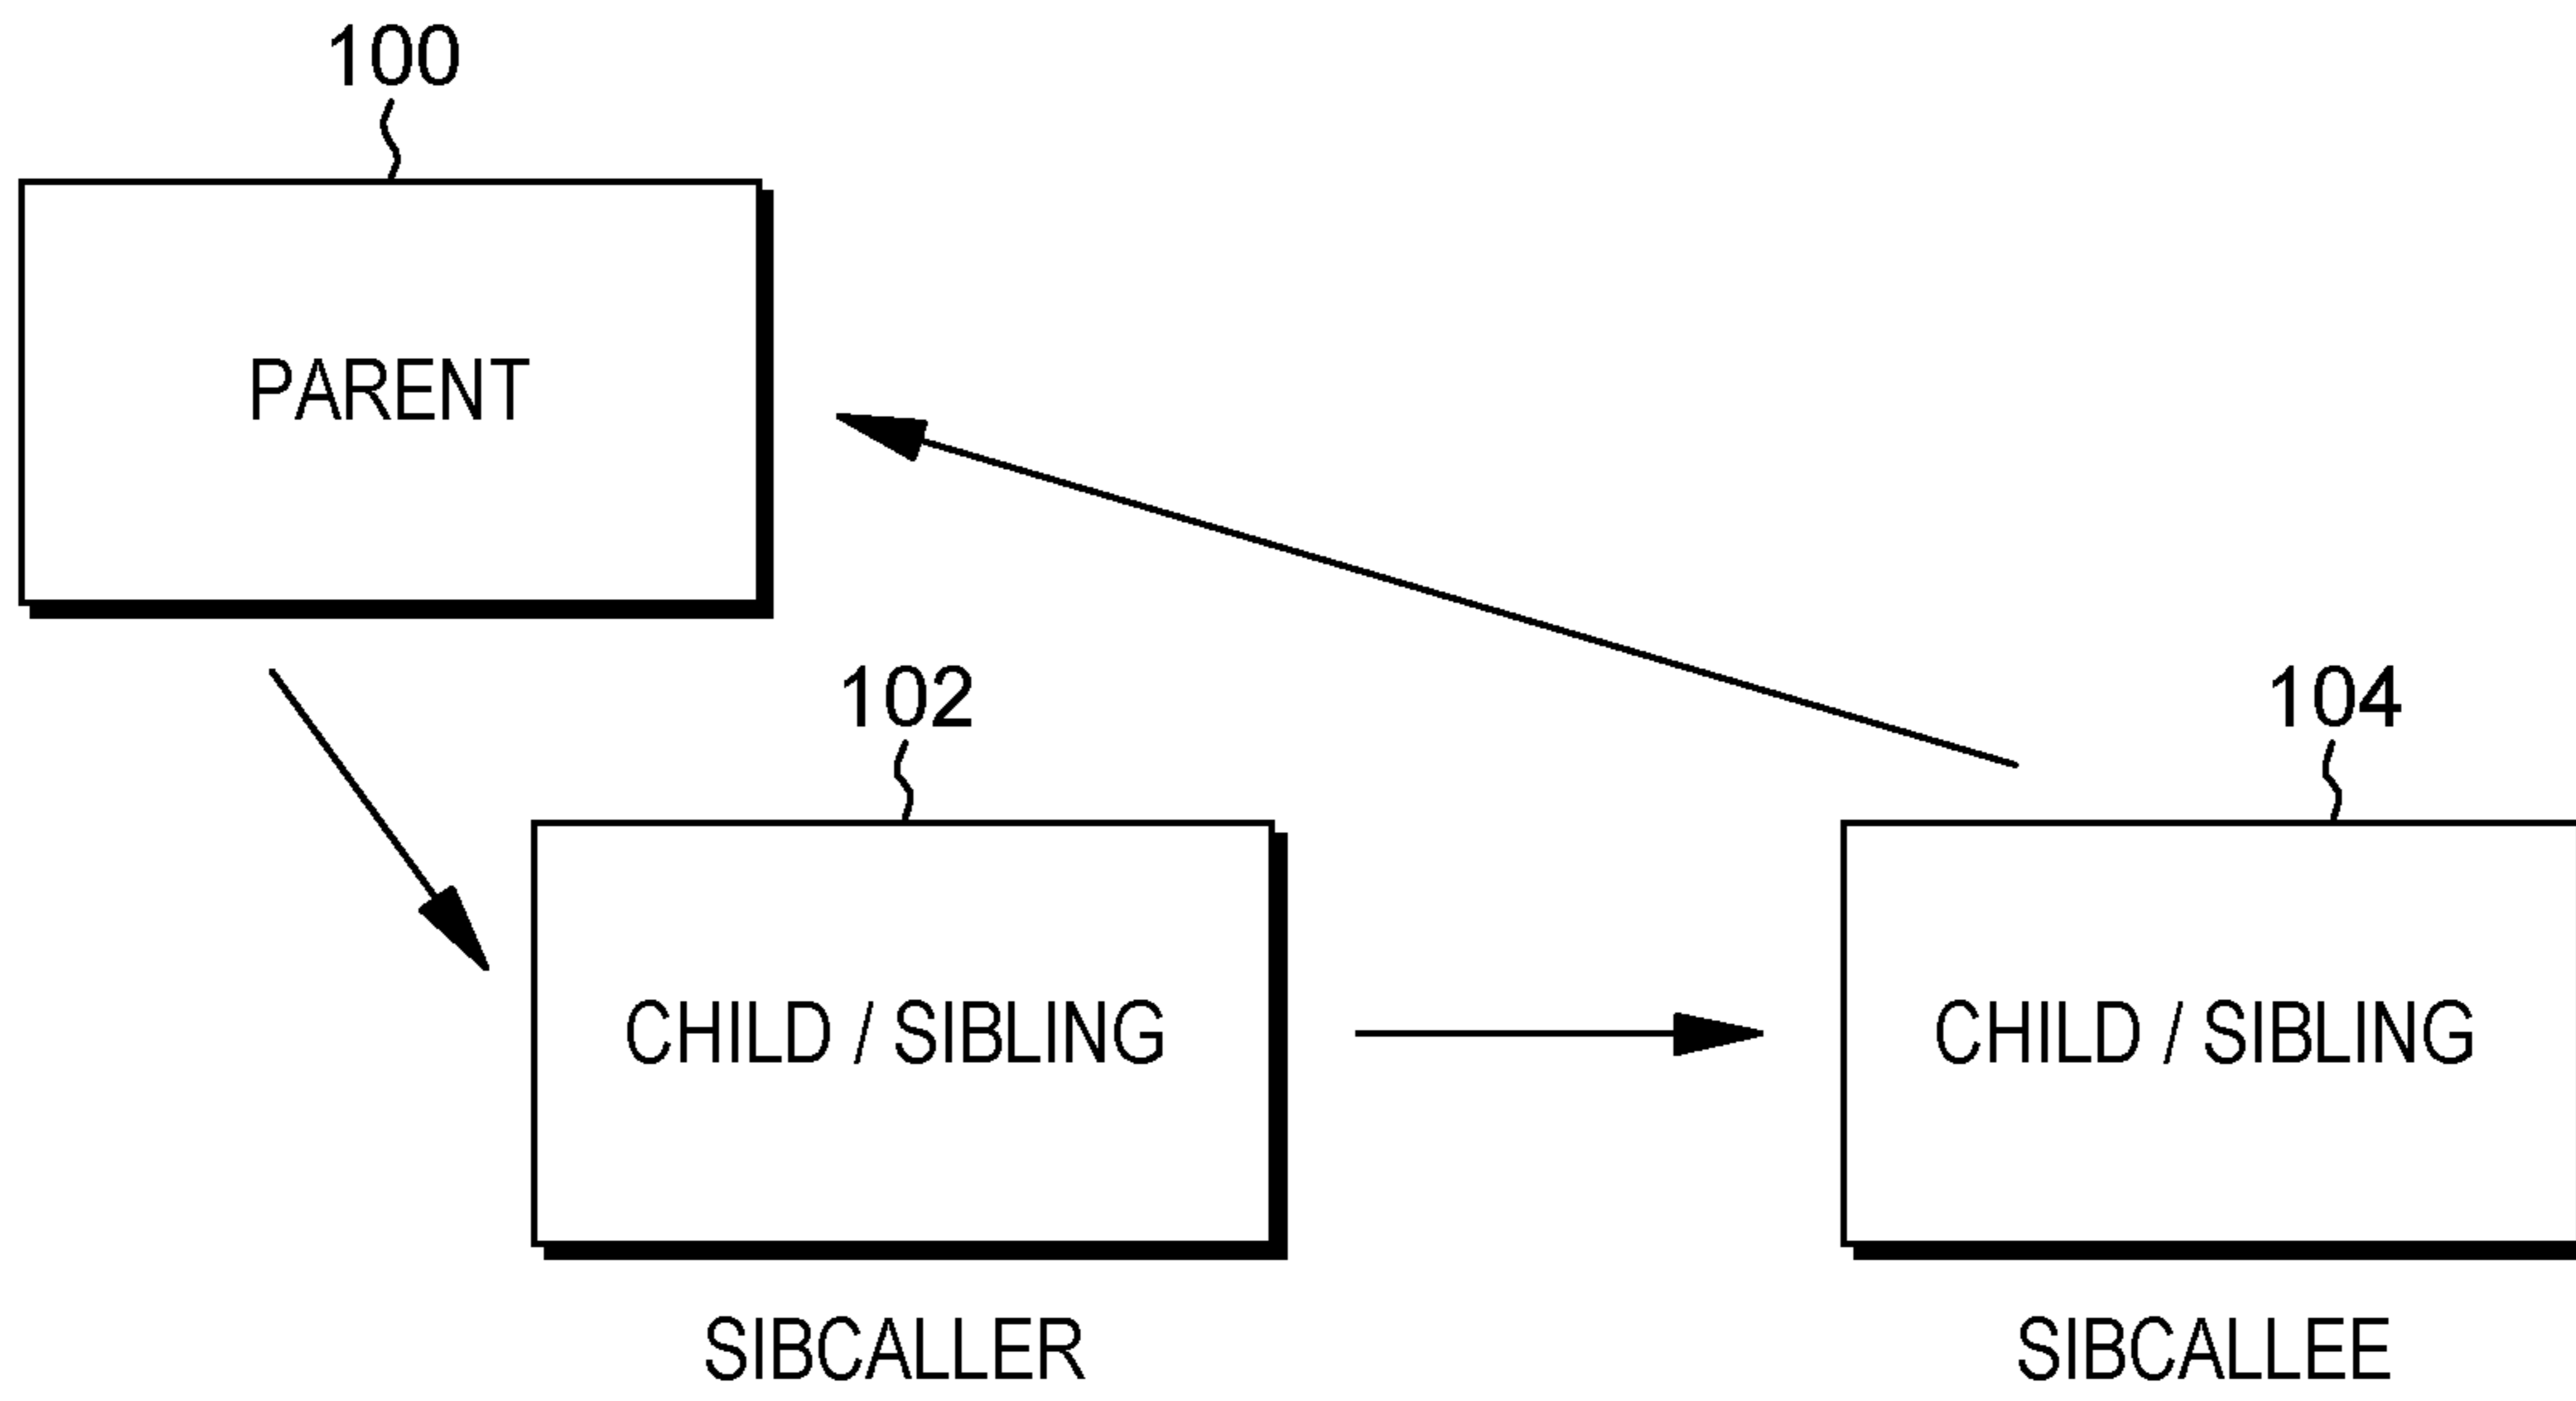 100
PARENT
102
104
CHILD / SIBLING
CHILD / SIBLING
SIBCALLER
SIBCALLEE